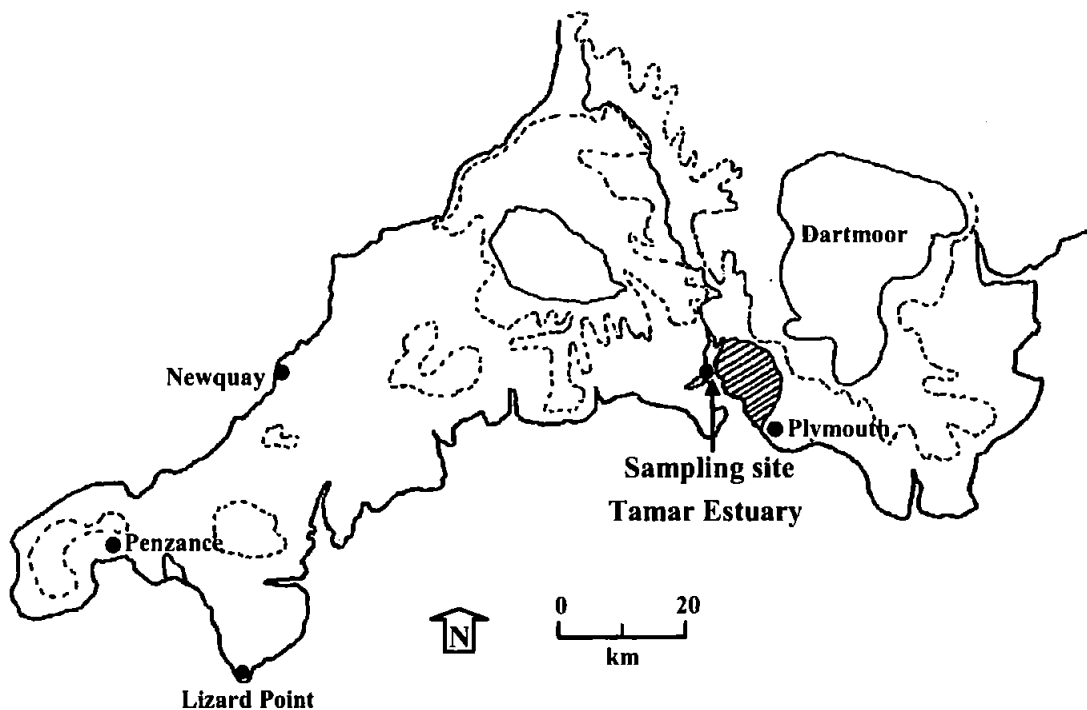 Dartmoor
Newquay
Plymouth
Sampling site
Tamar Estuary
Penzance
0 20
N
km
Lizard Point